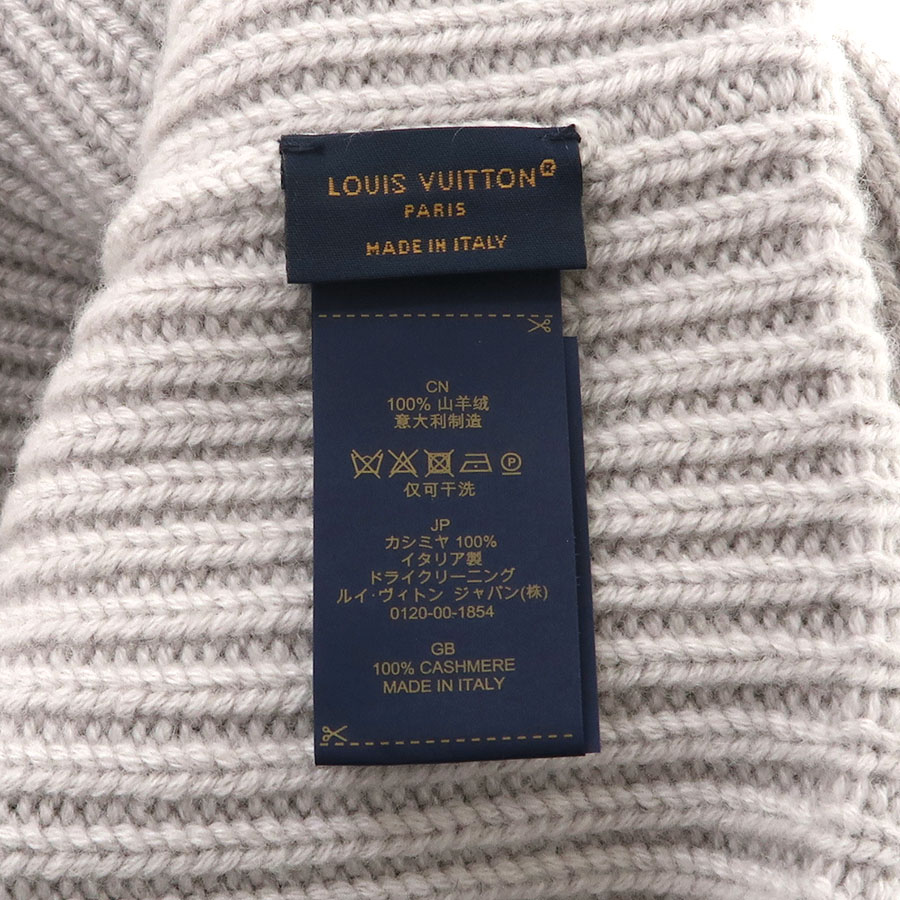 LOUIS VUITTON®
PARIS
MADE IN ITALY
CN
100% 山羊绒
意大利制造
P
仅可干洗
JP
カシミヤ 100%
イタリア製
ドライクリーニング
ルイ·ヴィトン ジャパン(株)
0120-00-1854
GB
100% CASHMERE
MADE IN ITALY